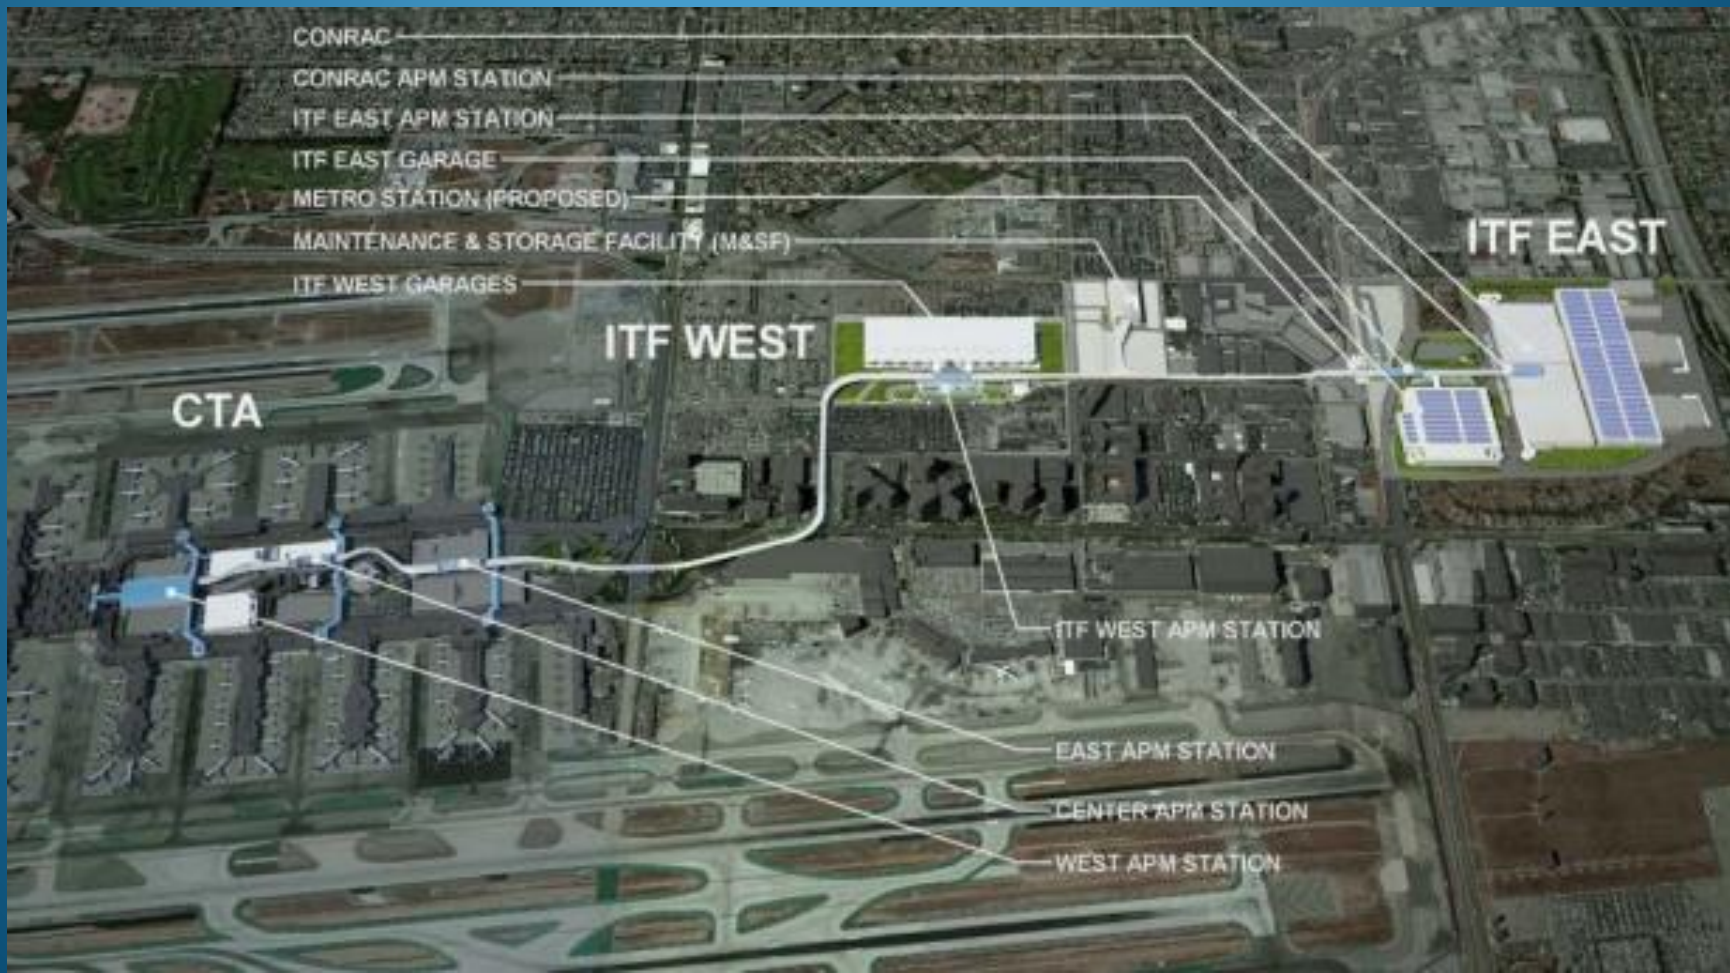 CONRAC
CONRAC APM STATION
ITF EAST APM STATION
ITF EAST GARAGE
METRO STATION (PROPOSED)
MAINTENANCE & STORAGE FACILITY (M&SF)
ITF WEST GARAGES
ITF EAST
ITF WEST
CTA
ITF WEST APM STATION
EAST APM STATION
CENTER APM STATION
WEST APM STATION